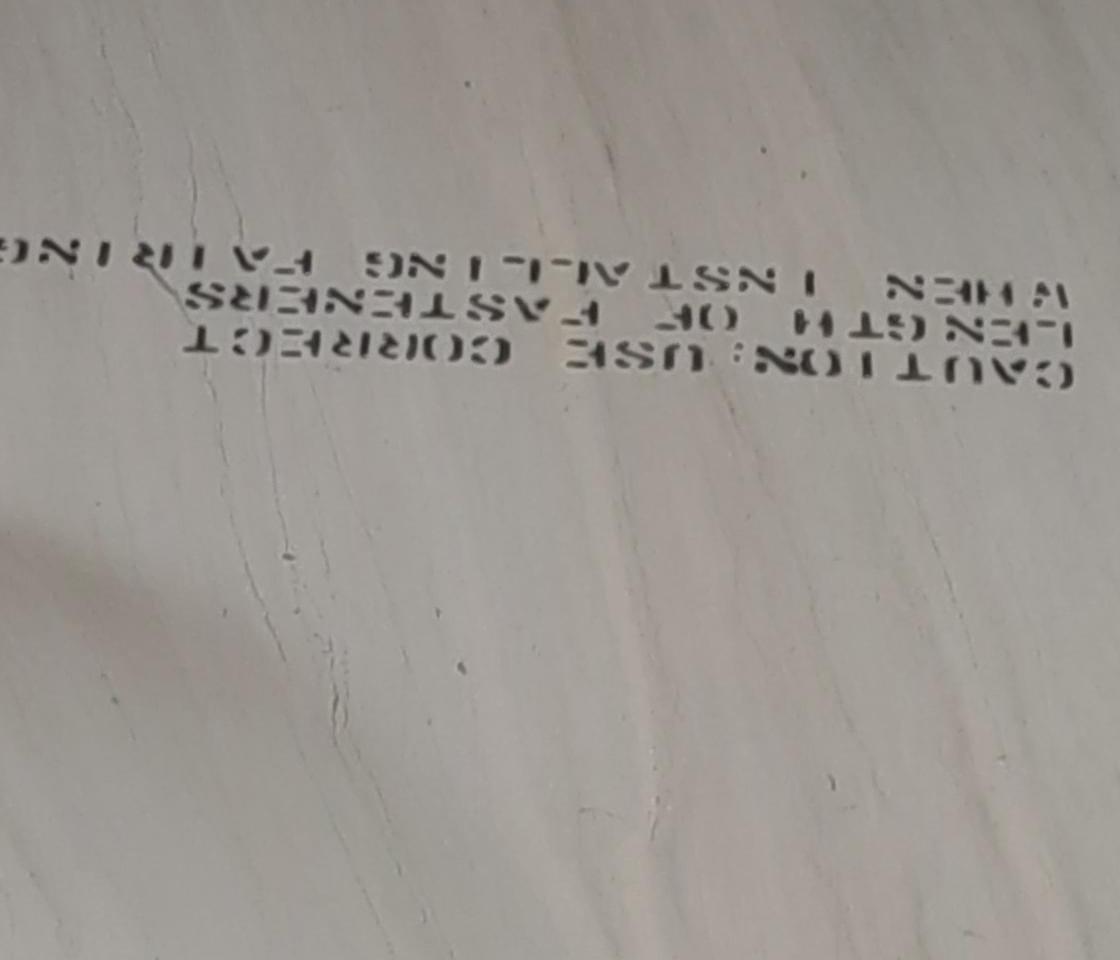 CAUTION: USE CORRECT
LENGTH OF FASTENERS
WHEN INSTALLING FAIRING